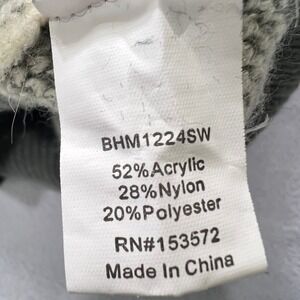 BHM1224SW
52%Acrylic
28%Nylon
20%Polyester
RN#153572
Made In China